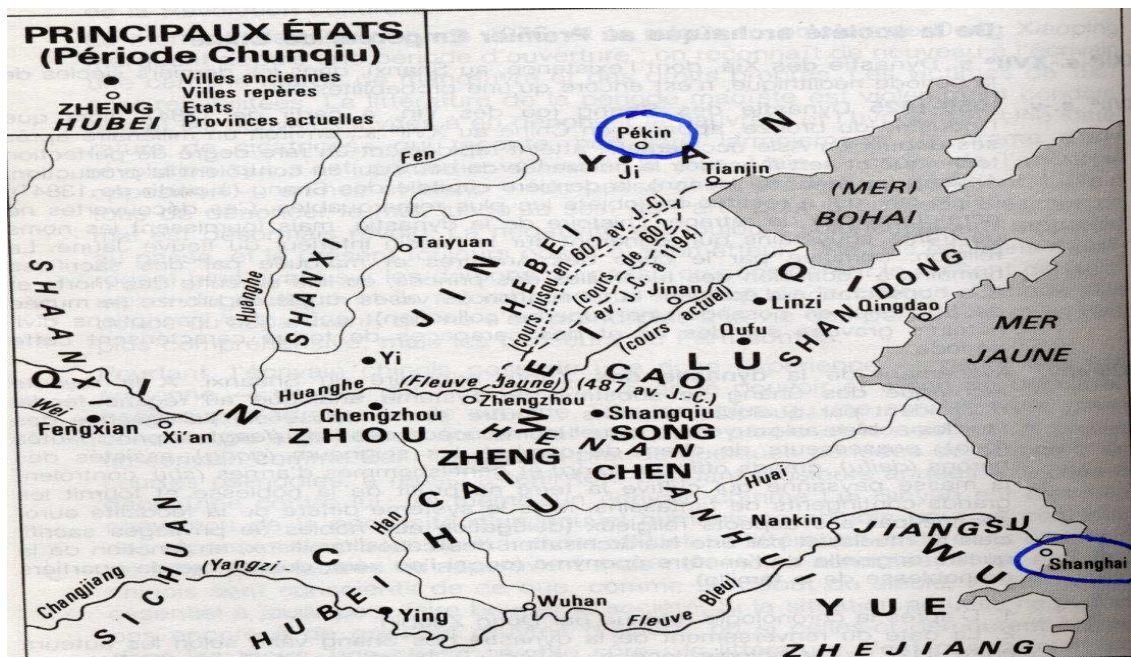 PRINCIPAUX ÉTATS
(Période Chunqiu)
Villes anciennes
Villes repères
ZHENG Etats
HUBEI Provinces actuelles
Pékin
YAN
Ji
Tianjin
Fen
(MER)
BOHAI
Taiyuan
Huanghe
SHANXI
JIN
HEBEI
(cours jusqu'en 602 av. J.-C)
(cours de 602
av. J.-C. à 1194)
Jinan
(cours actuel)
QI
Linzi
SHANDONG
Qingdao
MER
JAUNE
SHAANXI
Qufu
LU
Yi
QIN
CAO
Huanghe (Fleuve Jaune) (487 av. J.-C.)
Wei
WEI
Zhengzhou
Fengxian
Xi'an
Chengzhou
Shangqiu
ZHOU
SONG
HENAN
ZHENG
CHEN
CAI
Huai
Han
CHU
ANHUI
Nankin
JIANGSU
WU
Shanghai
SICHUAN
Changjiang
(Yangzi)
HUBEI
Ying
Wuhan
Fleuve
Bleu)
YUE
ZHEJIANG